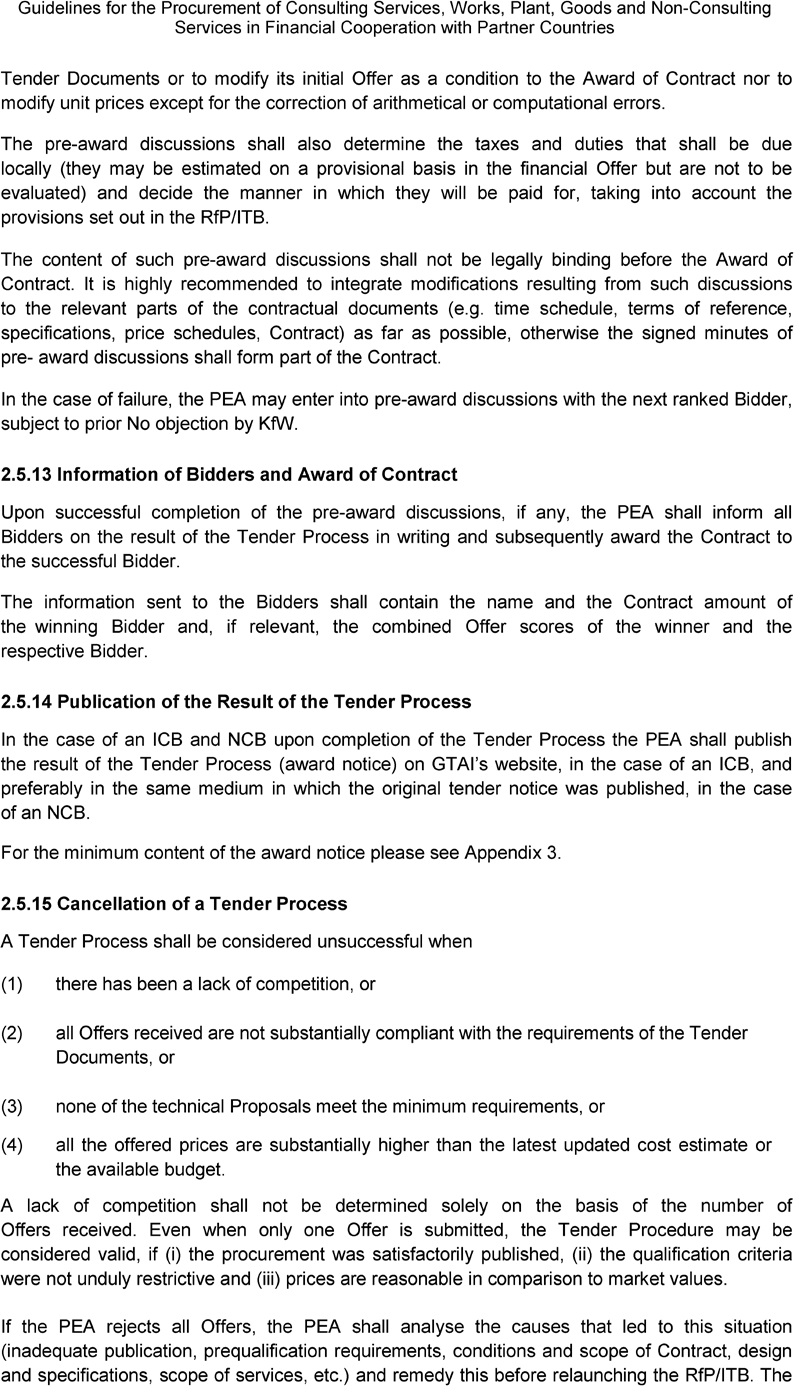 Guidelines for the Procurement of Consulting Services, Works, Plant, Goods and Non-Consulting
Services in Financial Cooperation with Partner Countries
Tender Documents or to modify its initial Offer as a condition to the Award of Contract nor to
modify unit prices except for the correction of arithmetical or computational errors.
The pre-award discussions shall also determine the taxes and duties that shall be due
locally (they may be estimated on a provisional basis in the financial Offer but are not to be
evaluated) and decide the manner in which they will be paid for, taking into account the
provisions set out in the RfP/ITB.
The content of such pre-award discussions shall not be legally binding before the Award of
Contract. It is highly recommended to integrate modifications resulting from such discussions
to the relevant parts of the contractual documents (e.g. time schedule, terms of reference,
specifications, price schedules, Contract) as far as possible, otherwise the signed minutes of
pre- award discussions shall form part of the Contract.
In the case of failure, the PEA may enter into pre-award discussions with the next ranked Bidder,
subject to prior No objection by KfW.
2.5.13 Information of Bidders and Award of Contract
Upon successful completion of the pre-award discussions, if any, the PEA shall inform all
Bidders on the result of the Tender Process in writing and subsequently award the Contract to
the successful Bidder.
The information sent to the Bidders shall contain the name and the Contract amount of
the winning Bidder and, if relevant, the combined Offer scores of the winner and the
respective Bidder.
2.5.14 Publication of the Result of the Tender Process
In the case of an ICB and NCB upon completion of the Tender Process the PEA shall publish
the result of the Tender Process (award notice) on GTAI's website, in the case of an ICB, and
preferably in the same medium in which the original tender notice was published, in the case
of an NCB.
For the minimum content of the award notice please see Appendix 3.
2.5.15 Cancellation of a Tender Process
A Tender Process shall be considered unsuccessful when
(1) there has been a lack of competition, or
(2) all Offers received are not substantially compliant with the requirements of the Tender
Documents, or
(3) none of the technical Proposals meet the minimum requirements, or
(4) all the offered prices are substantially higher than the latest updated cost estimate or
the available budget.
A lack of competition shall not be determined solely on the basis of the number of
Offers received. Even when only one Offer is submitted, the Tender Procedure may be
considered valid, if (i) the procurement was satisfactorily published, (ii) the qualification criteria
were not unduly restrictive and (iii) prices are reasonable in comparison to market values.
If the PEA rejects all Offers, the PEA shall analyse the causes that led to this situation
(inadequate publication, prequalification requirements, conditions and scope of Contract, design
and specifications, scope of services, etc.) and remedy this before relaunching the RfP/ITB. The